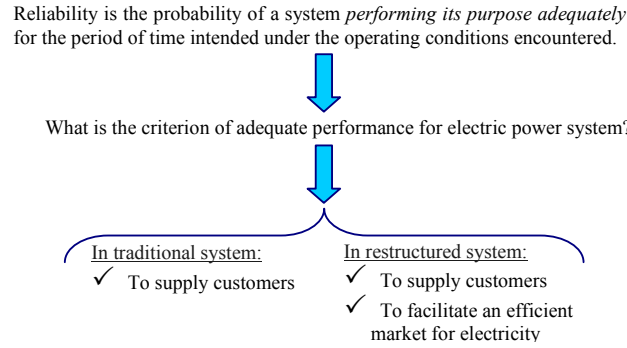 Reliability is the probability of a system performing its purpose adequately
for the period of time intended under the operating conditions encountered.
What is the criterion of adequate performance for electric power system?
In traditional system:
✓ To supply customers
In restructured system:
✓ To supply customers
✓ To facilitate an efficient
market for electricity